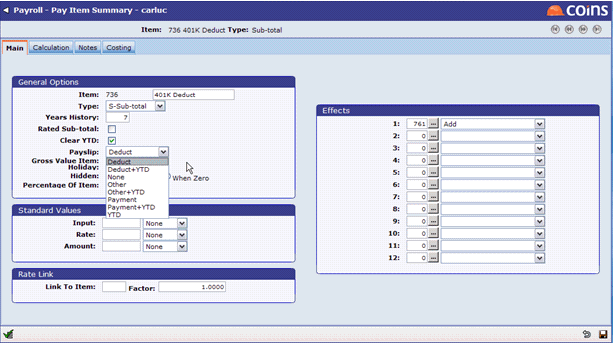 Payroll - Pay Item Summary - carluc
COINS
Item: 736 401K Deduct Type: Sub-total
Main Calculation Notes Costing
General Options
Item: 736 401K Deduct
Type: S-Sub-total
Years History: 7
Rated Sub-total:
Clear YTD:
Payslip: Deduct
Gross Value Item: Deduct
Holiday: Deduct+YTD
Hidden: None When Zero
Percentage Of Item: Other
Other+YTD
Payment
Payment+YTD
YTD
Standard Values
Input: None
Rate: None
Amount: None
Rate Link
Link To Item: Factor: 1.0000
Effects
1: 761 ... Add
2: 0 ...
3: 0 ...
4: 0 ...
5: 0 ...
6: 0 ...
7: 0 ...
8: 0 ...
9: 0 ...
10: 0 ...
11: 0 ...
12: 0 ...